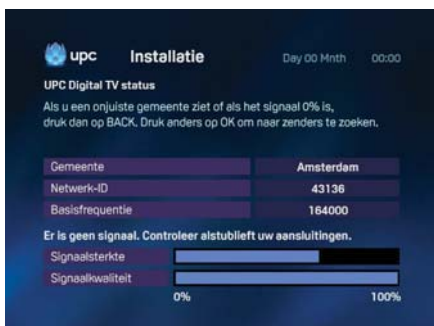 upc Installatie Day 00 Mnth 00:00
UPC Digital TV status
Als u een onjuiste gemeente ziet of als het signaal 0% is,
druk dan op BACK. Druk anders op OK om naar zenders te zoeken.
Gemeente Amsterdam
Netwerk-ID 43136
Basisfrequentie 164000
Er is geen signaal. Controleer alstublieft uw aansluitingen.
Signaalsterkte
Signaalkwaliteit
0% 100%